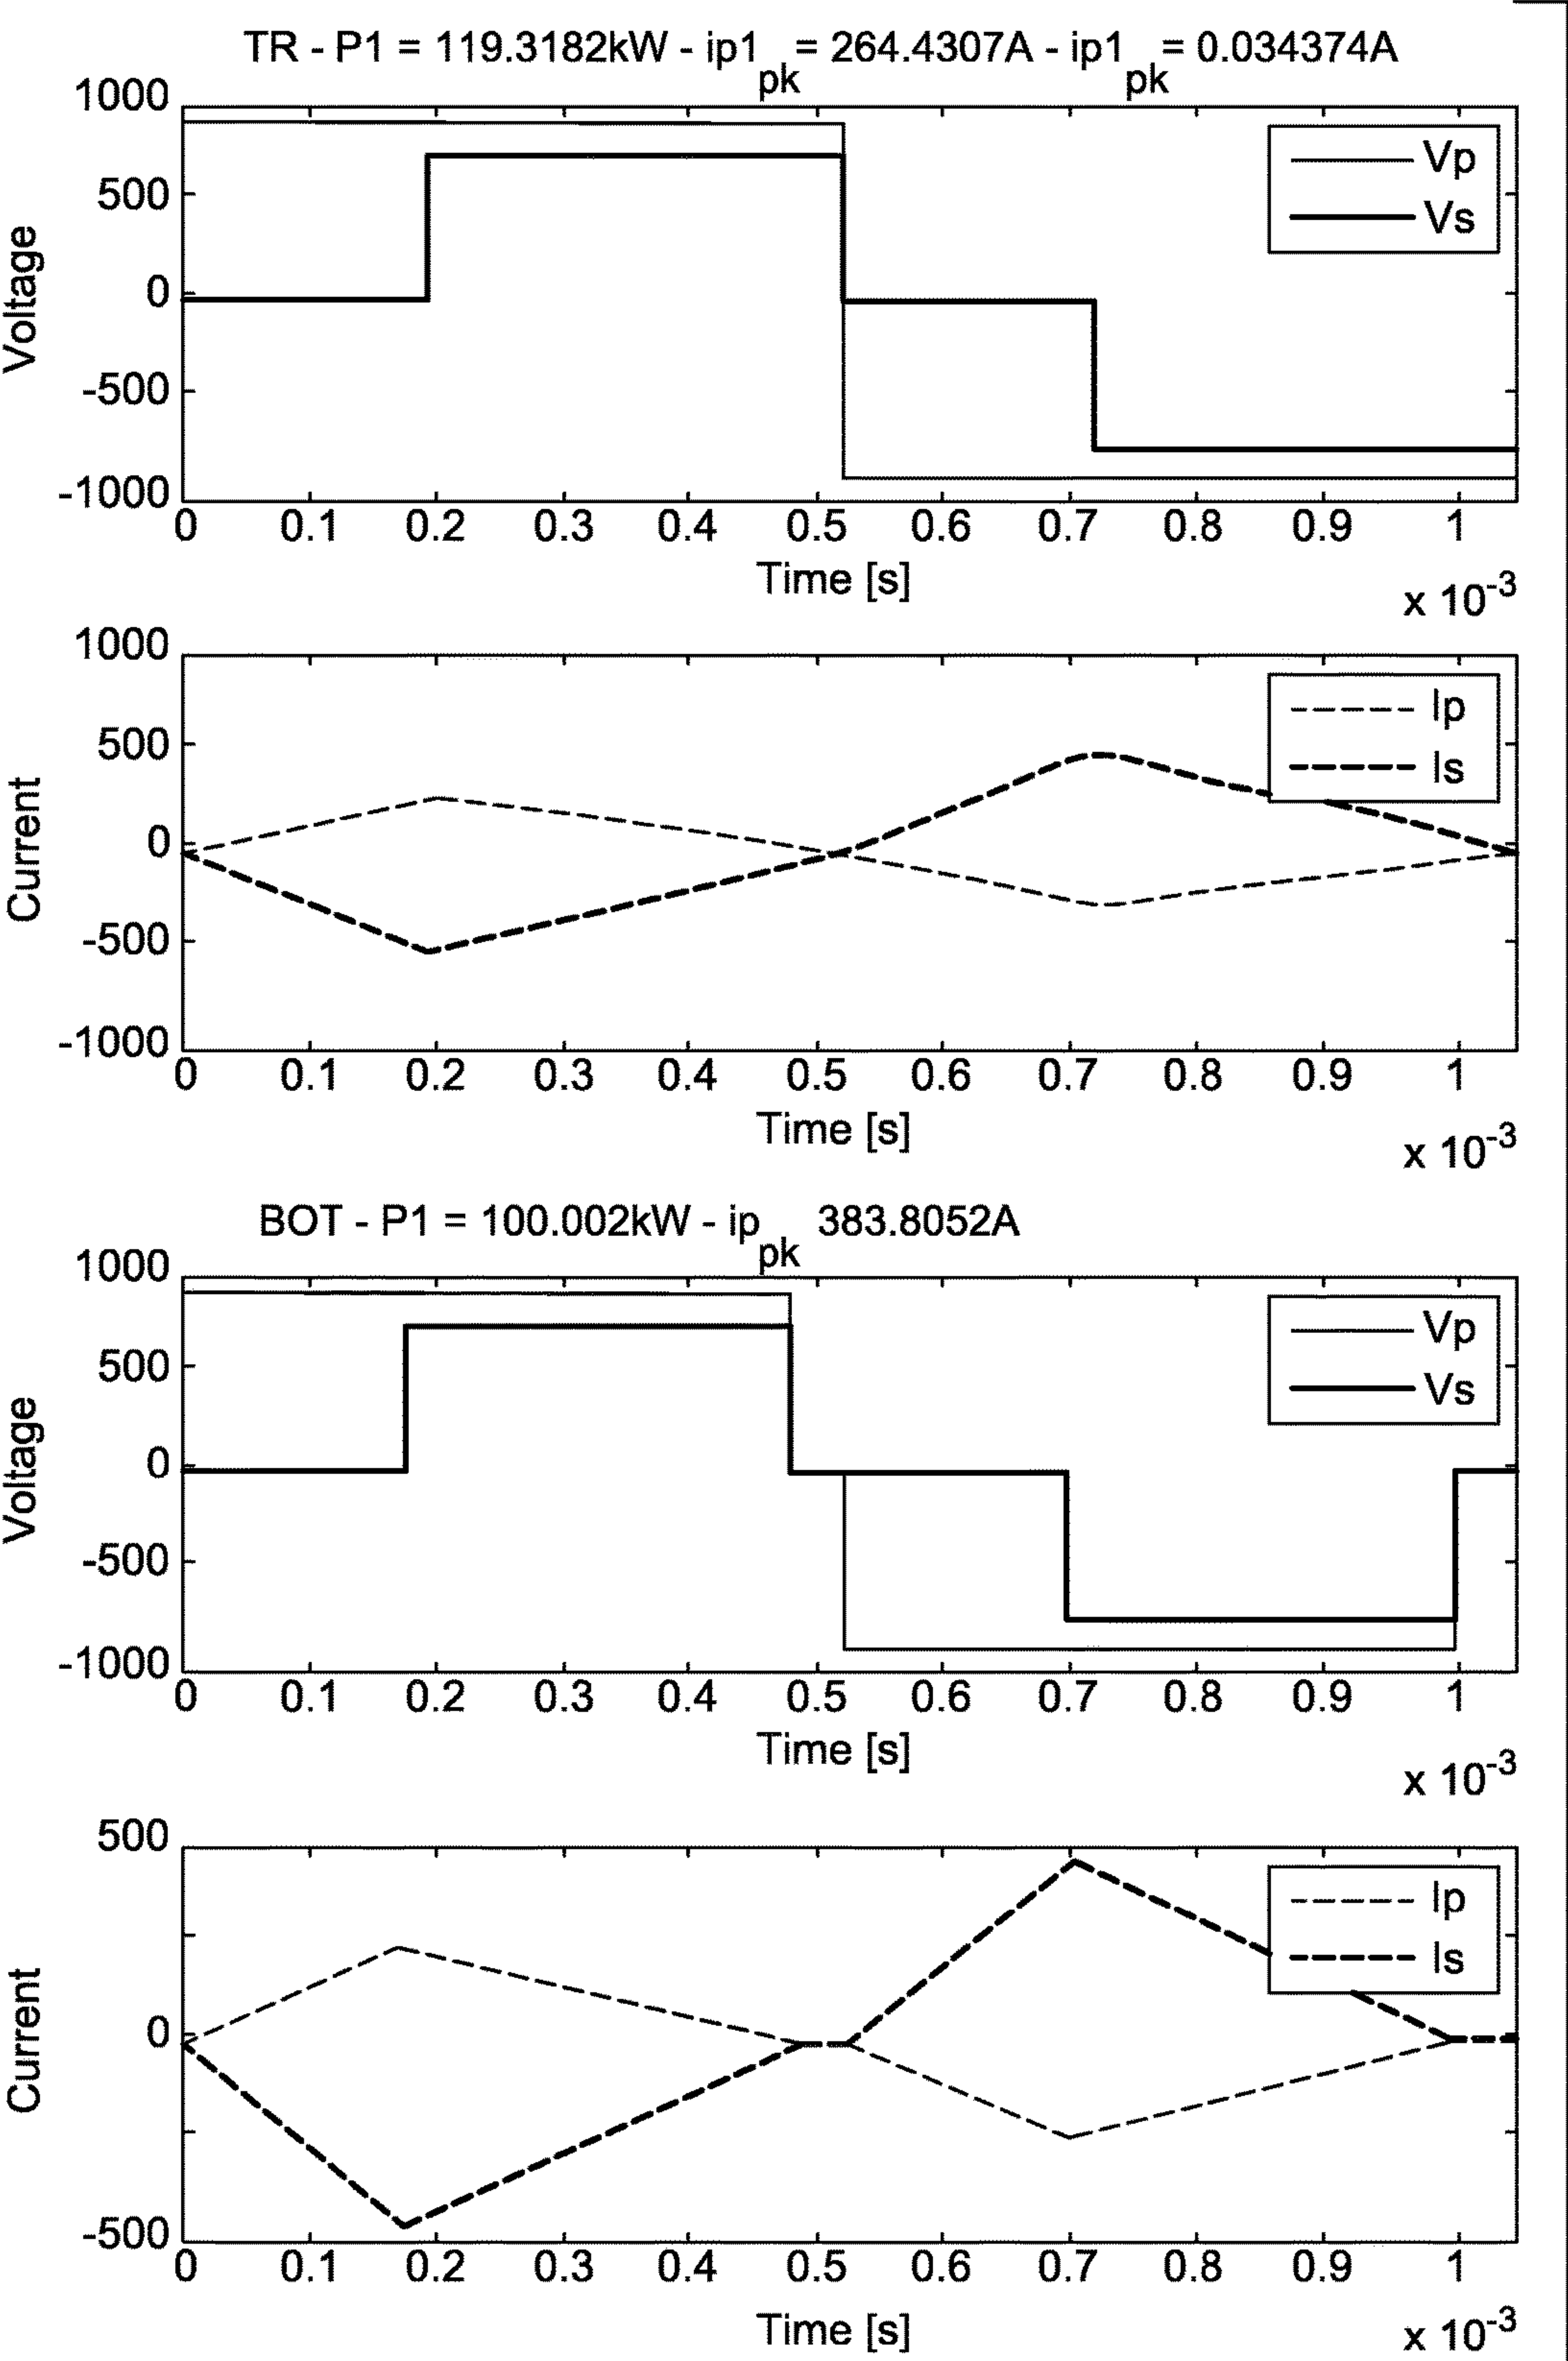 TR - P1 = 119.3182kW - ip1pk = 264.4307A - ip1pk = 0.034374A
1000
500
0
-500
-1000
Voltage
Vp
Vs
0 0.1 0.2 0.3 0.4 0.5 0.6 0.7 0.8 0.9 1
Time [s]
x 10-3
1000
500
0
-500
-1000
Current
Ip
Is
0 0.1 0.2 0.3 0.4 0.5 0.6 0.7 0.8 0.9 1
Time [s]
x 10-3
BOT - P1 = 100.002kW - ippk 383.8052A
1000
500
0
-500
-1000
Voltage
Vp
Vs
0 0.1 0.2 0.3 0.4 0.5 0.6 0.7 0.8 0.9 1
Time [s]
x 10-3
500
0
-500
Current
Ip
Is
0 0.1 0.2 0.3 0.4 0.5 0.6 0.7 0.8 0.9 1
Time [s]
x 10-3